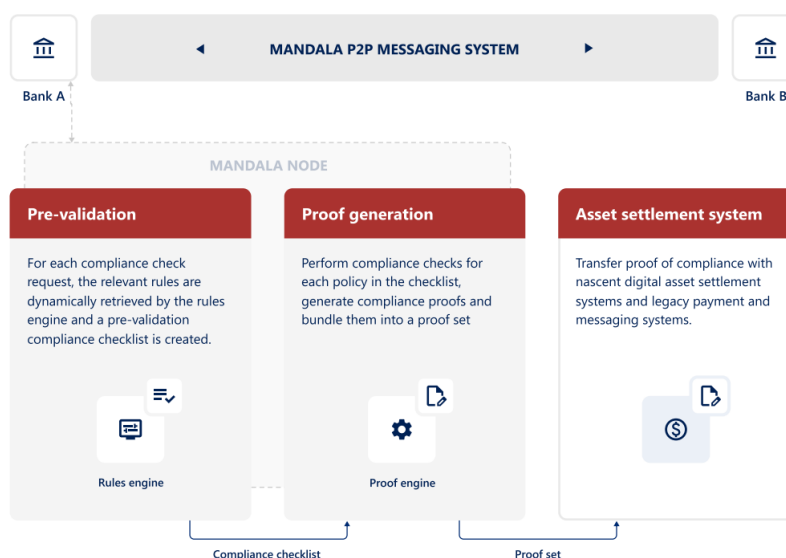 MANDALA P2P MESSAGING SYSTEM
Bank A
Bank B
MANDALA NODE
Pre-validation
For each compliance check
request, the relevant rules are
dynamically retrieved by the rules
engine and a pre-validation
compliance checklist is created.
Rules engine
Proof generation
Perform compliance checks for
each policy in the checklist,
generate compliance proofs and
bundle them into a proof set
Proof engine
Asset settlement system
Transfer proof of compliance with
nascent digital asset settlement
systems and legacy payment and
messaging systems.
$
Compliance checklist
Proof set